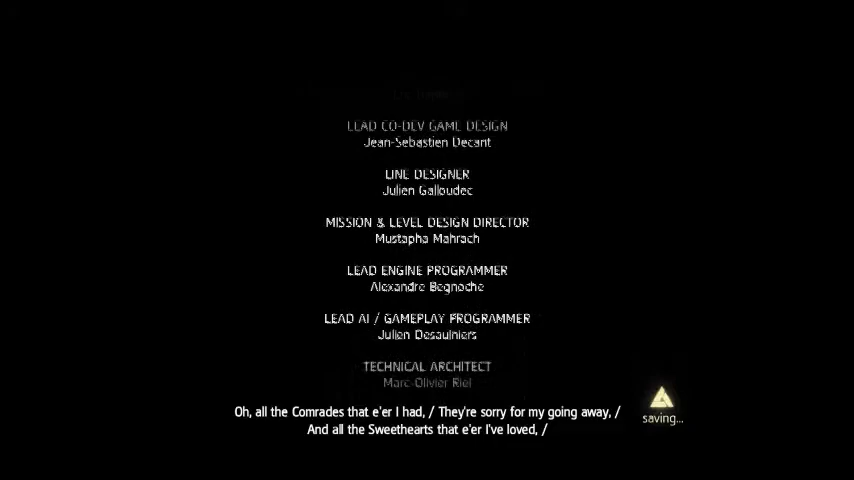 LEAD CO-DEV GAME DESIGN
Jean-Sebastien Decant
LINE DESIGNER
Julien Galloudec
MISSION & LEVEL DESIGN DIRECTOR
Mustapha Mahrach
LEAD ENGINE PROGRAMMER
Alexandre Begnoche
LEAD AI / GAMEPLAY PROGRAMMER
Julien Desaulniers
TECHNICAL ARCHITECT
Marc-Olivier Riel
Oh, all the Comrades that e'er I had, / They're sorry for my going away, /
And all the Sweethearts that e'er I've loved, /
saving...